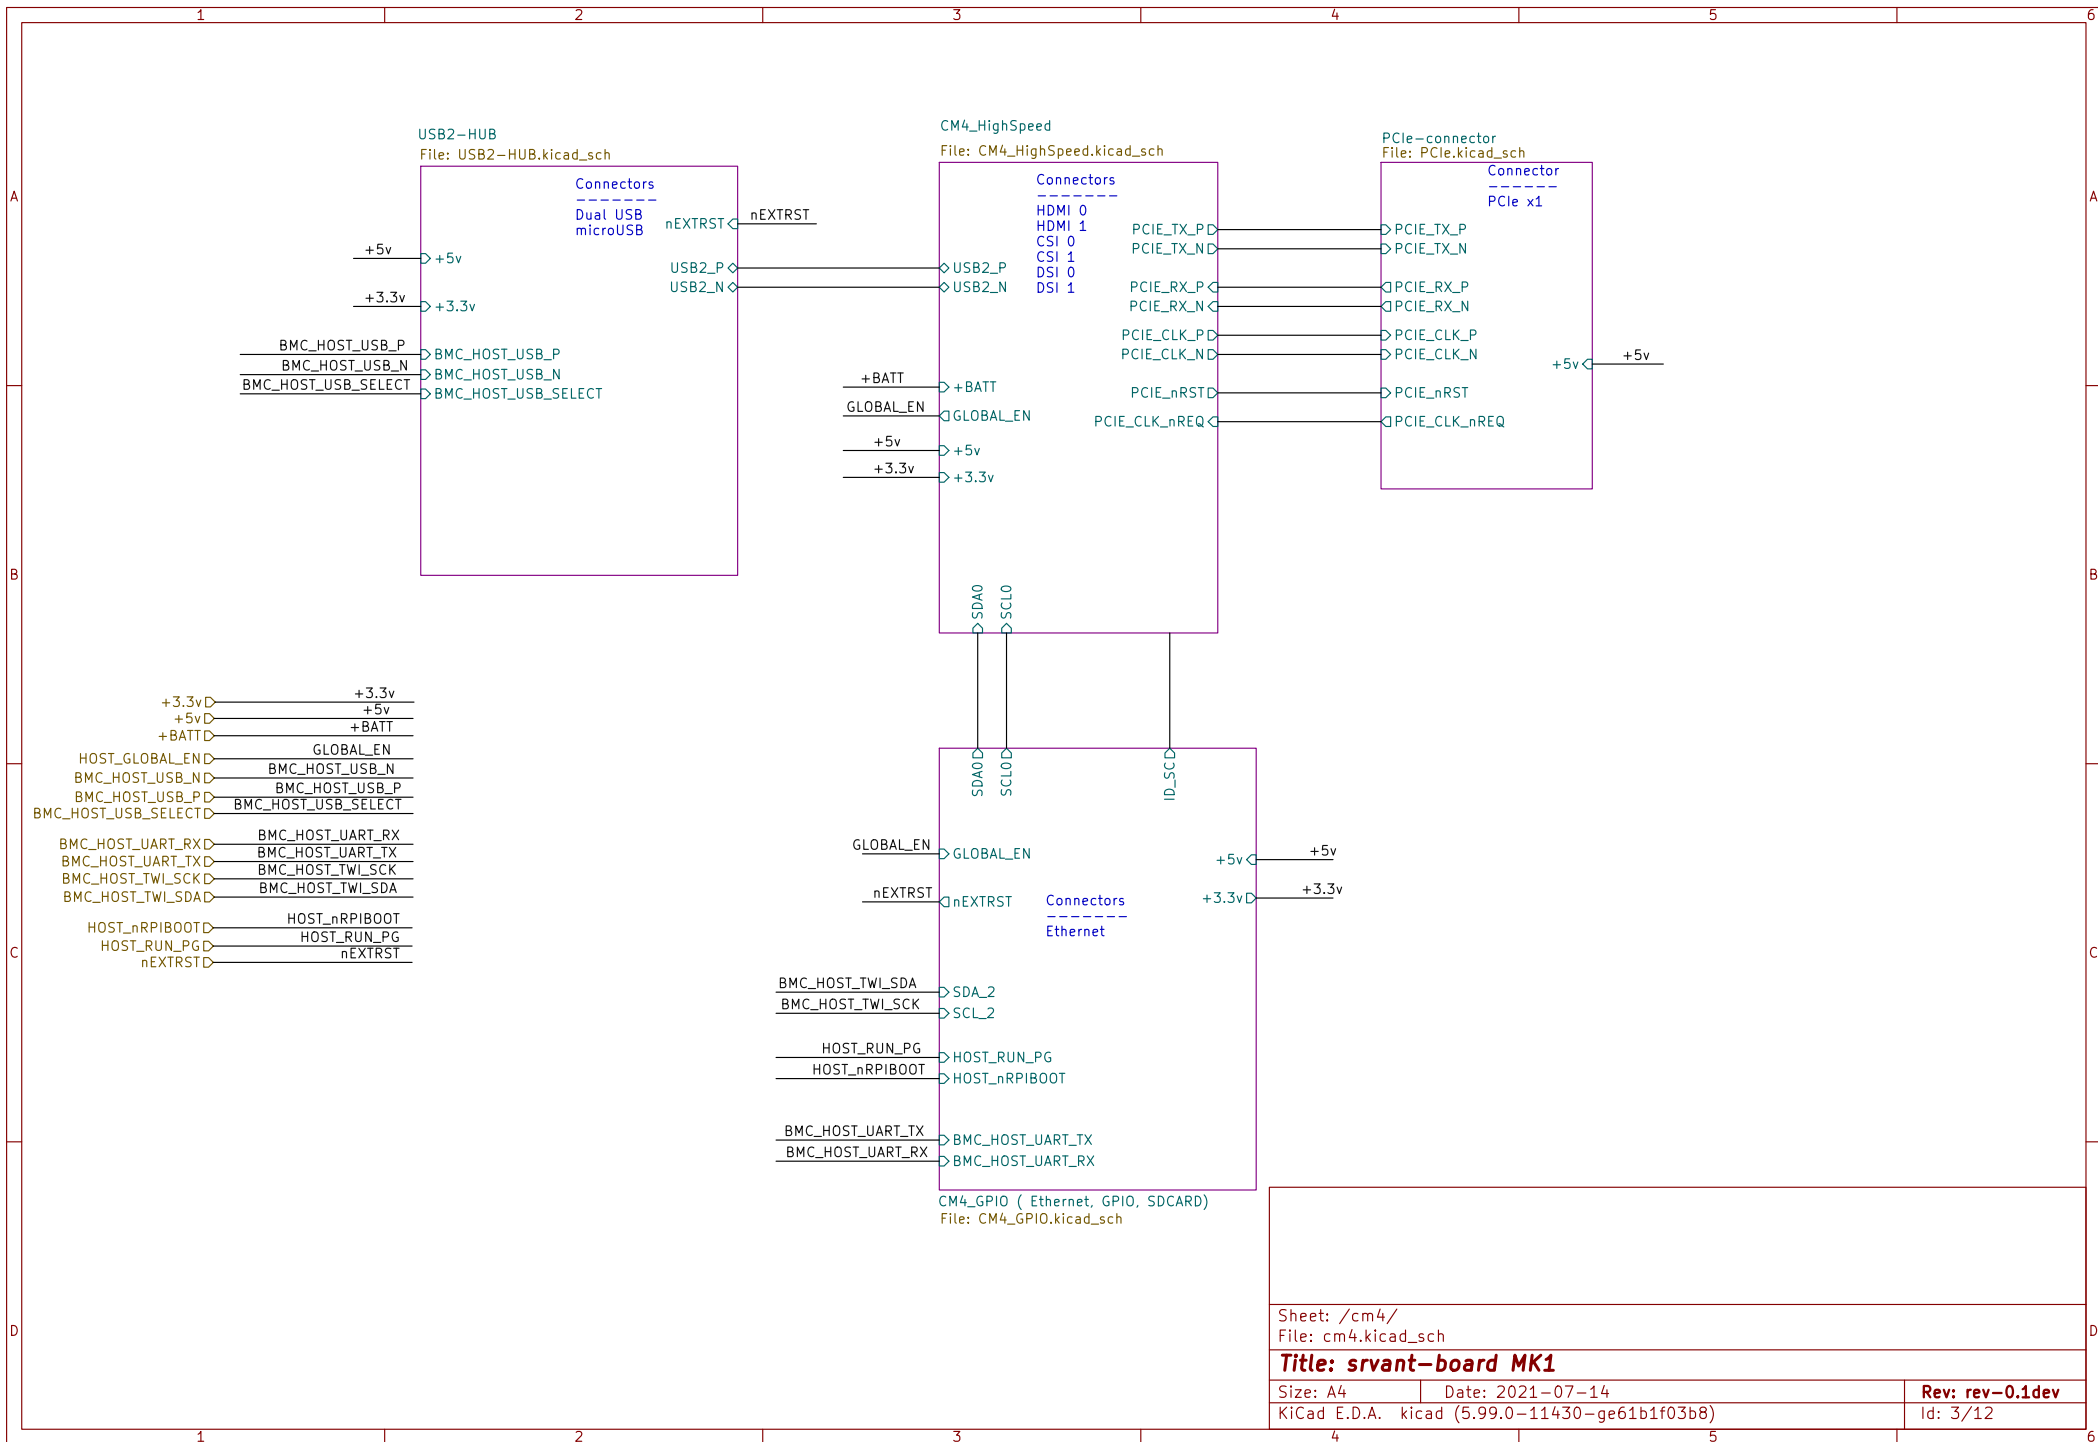 1 2 3 4 5 6
A
B
C
D
USB2-HUB
File: USB2-HUB.kicad_sch
Connectors
-------
Dual USB
microUSB
nEXTRST
nEXTRST
+5v
+5v
+3.3v
+3.3v
USB2_P
USB2_N
BMC_HOST_USB_P
BMC_HOST_USB_P
BMC_HOST_USB_N
BMC_HOST_USB_N
BMC_HOST_USB_SELECT
BMC_HOST_USB_SELECT
CM4_HighSpeed
File: CM4_HighSpeed.kicad_sch
Connectors
-------
HDMI 0
HDMI 1
CSI 0
CSI 1
DSI 0
DSI 1
USB2_P
USB2_N
PCIE_TX_P
PCIE_TX_N
PCIE_RX_P
PCIE_RX_N
PCIE_CLK_P
PCIE_CLK_N
PCIE_nRST
PCIE_CLK_nREQ
+BATT
+BATT
GLOBAL_EN
GLOBAL_EN
+5v
+5v
+3.3v
+3.3v
SDA0
SCL0
PCIe-connector
File: PCIe.kicad_sch
Connector
------
PCIe x1
PCIE_TX_P
PCIE_TX_N
PCIE_RX_P
PCIE_RX_N
PCIE_CLK_P
PCIE_CLK_N
+5v
+5v
PCIE_nRST
PCIE_CLK_nREQ
+3.3v +3.3v
+5v +5v
+BATT +BATT
HOST_GLOBAL_EN GLOBAL_EN
BMC_HOST_USB_N BMC_HOST_USB_N
BMC_HOST_USB_P BMC_HOST_USB_P
BMC_HOST_USB_SELECT BMC_HOST_USB_SELECT
BMC_HOST_UART_RX BMC_HOST_UART_RX
BMC_HOST_UART_TX BMC_HOST_UART_TX
BMC_HOST_TWI_SCK BMC_HOST_TWI_SCK
BMC_HOST_TWI_SDA BMC_HOST_TWI_SDA
HOST_nRPIBOOT HOST_nRPIBOOT
HOST_RUN_PG HOST_RUN_PG
nEXTRST nEXTRST
SDA0
SCL0
ID_SC
GLOBAL_EN
GLOBAL_EN
nEXTRST
nEXTRST
Connectors
-------
Ethernet
+5v
+5v
+3.3v
+3.3v
BMC_HOST_TWI_SDA
SDA_2
BMC_HOST_TWI_SCK
SCL_2
HOST_RUN_PG
HOST_RUN_PG
HOST_nRPIBOOT
HOST_nRPIBOOT
BMC_HOST_UART_TX
BMC_HOST_UART_TX
BMC_HOST_UART_RX
BMC_HOST_UART_RX
CM4_GPIO ( Ethernet, GPIO, SDCARD)
File: CM4_GPIO.kicad_sch
Sheet: /cm4/
File: cm4.kicad_sch
Title: srvant-board MK1
Size: A4 Date: 2021-07-14 Rev: rev-0.1dev
KiCad E.D.A. kicad (5.99.0-11430-ge61b1f03b8) Id: 3/12
A
B
C
D
1 2 3 4 5 6